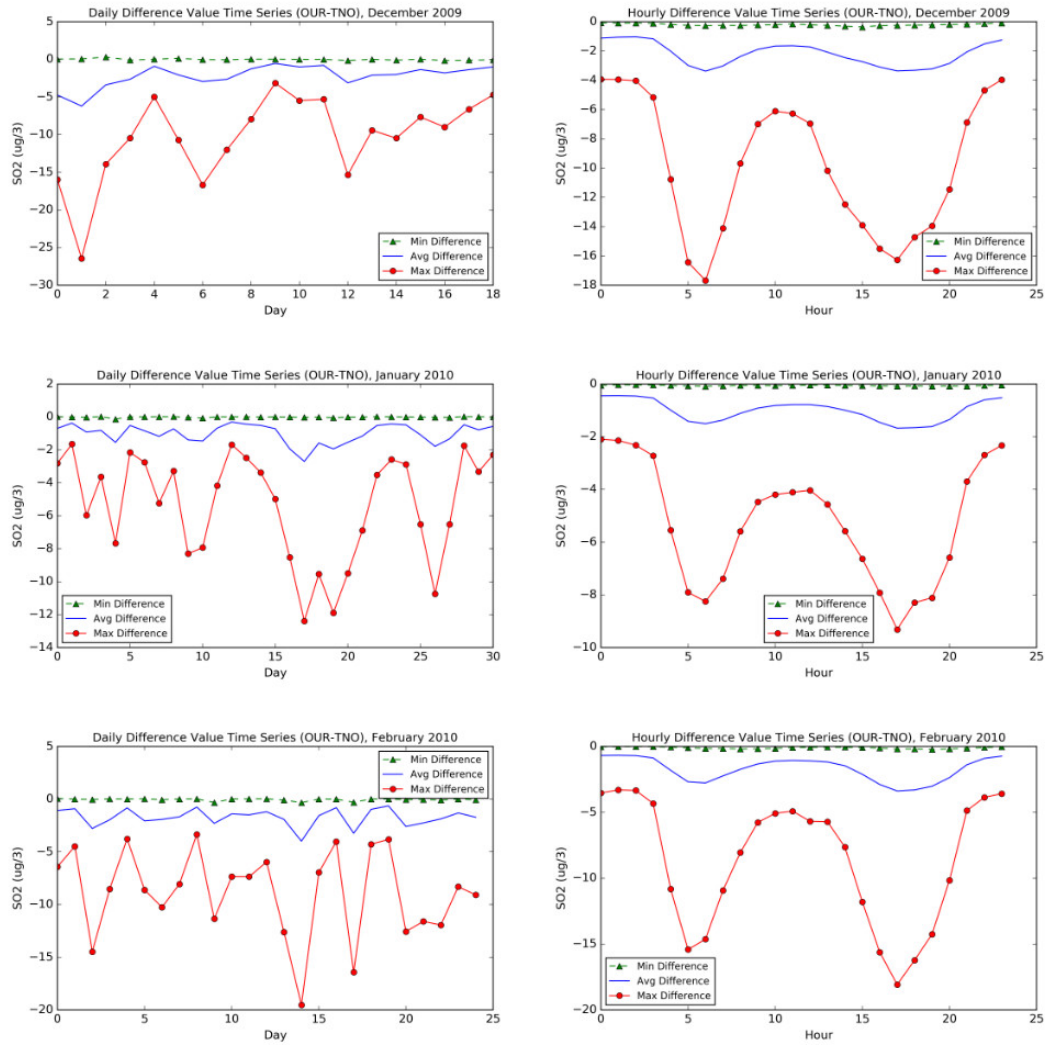 Daily Difference Value Time Series (OUR-TNO), December 2009
5
0
−5
−10
−15
−20
−25
−30
SO2 (ug/3)
0 2 4 6 8 10 12 14 16 18
Day
Min Difference
Avg Difference
Max Difference
Hourly Difference Value Time Series (OUR-TNO), December 2009
0
−2
−4
−6
−8
−10
−12
−14
−16
−18
SO2 (ug/3)
0 5 10 15 20 25
Hour
Min Difference
Avg Difference
Max Difference
Daily Difference Value Time Series (OUR-TNO), January 2010
2
0
−2
−4
−6
−8
−10
−12
−14
SO2 (ug/3)
0 5 10 15 20 25 30
Day
Min Difference
Avg Difference
Max Difference
Hourly Difference Value Time Series (OUR-TNO), January 2010
0
−2
−4
−6
−8
−10
SO2 (ug/3)
0 5 10 15 20 25
Hour
Min Difference
Avg Difference
Max Difference
Daily Difference Value Time Series (OUR-TNO), February 2010
5
0
−5
−10
−15
−20
SO2 (ug/3)
0 5 10 15 20 25
Day
Min Difference
Avg Difference
Max Difference
Hourly Difference Value Time Series (OUR-TNO), February 2010
0
−5
−10
−15
−20
SO2 (ug/3)
0 5 10 15 20 25
Hour
Min Difference
Avg Difference
Max Difference